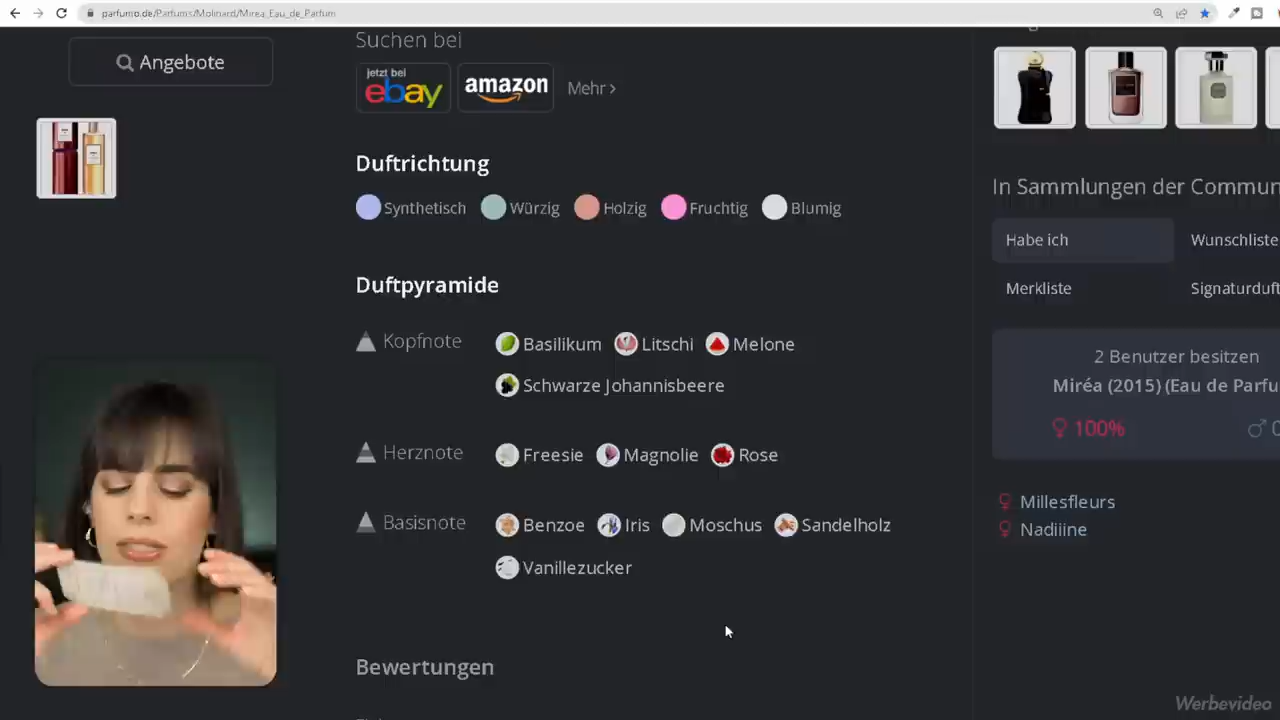 parfumo.de/Parfums/Molinard/Mirea_Eau_de_Parfum
Angebote
Suchen bei
jetzt bei
ebay
amazon
Mehr
Duftrichtung
Synthetisch Würzig Holzig Fruchtig Blumig
Duftpyramide
Kopfnote
Basilikum Litschi Melone
Schwarze Johannisbeere
Herznote
Freesie Magnolie Rose
Basisnote
Benzoe Iris Moschus Sandelholz
Vanillezucker
Bewertungen
In Sammlungen der Commun
Habe ich
Wunschliste
Merkliste
Signaturduft
2 Benutzer besitzen
Miréa (2015) (Eau de Parfu
100%
Millesfleurs
Nadiiine
Werbevideo